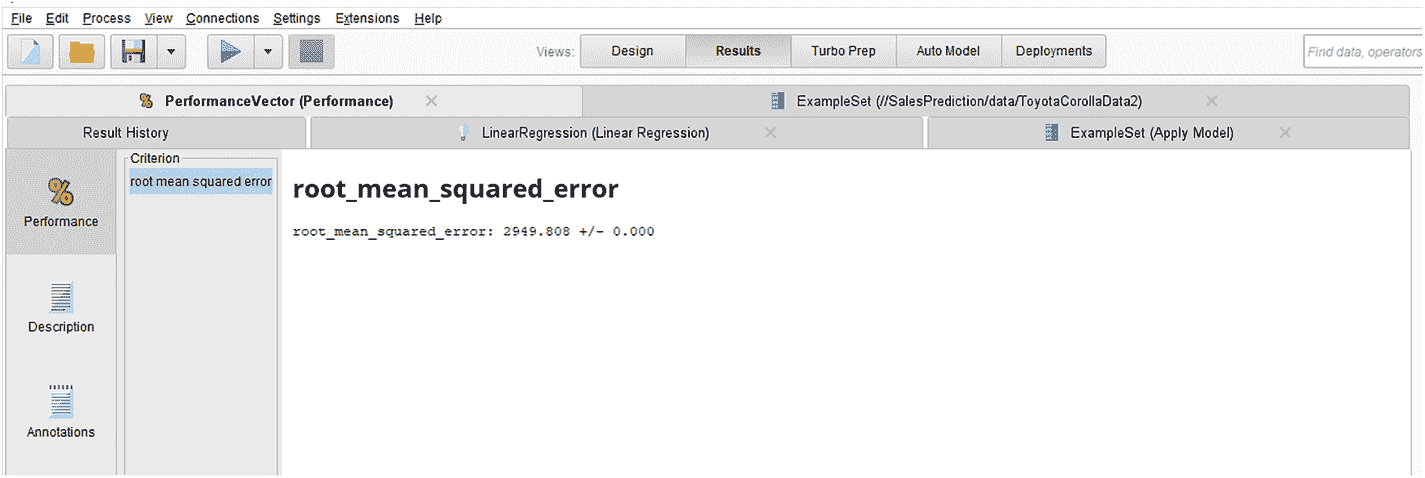 File Edit Process View Connections Settings Extensions Help
Views: Design Results Turbo Prep Auto Model Deployments Find data, operators
PerformanceVector (Performance) ExampleSet (//SalesPrediction/data/ToyotaCorollaData2)
Result History LinearRegression (Linear Regression) ExampleSet (Apply Model)
Criterion
root mean squared error
% Performance
Description
Annotations
root_mean_squared_error
root_mean_squared_error: 2949.808 +/- 0.000